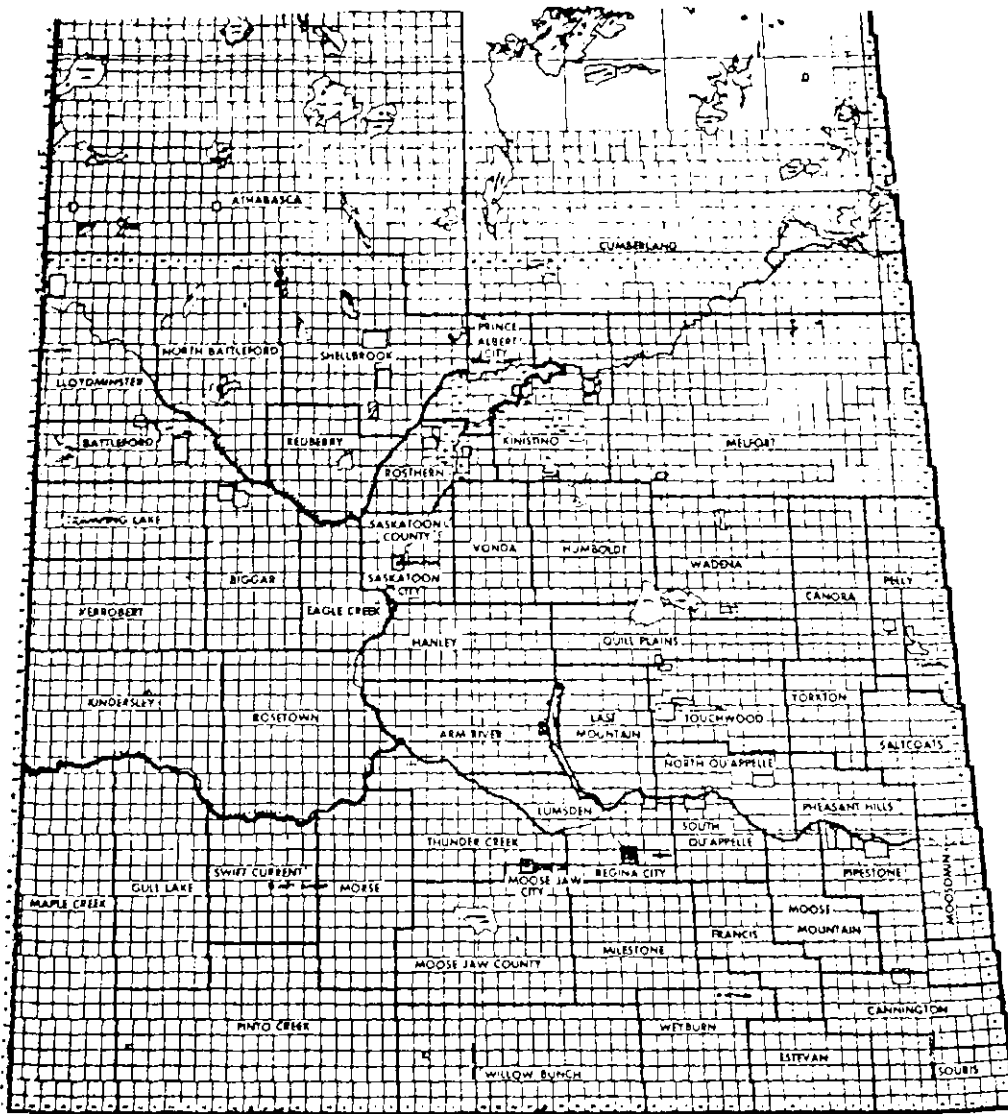 ATHABASCA
CUMBERLAND
PRINCE
ALBERT
CITY
NORTH BATTLEFORD
SHELLBROOK
LLOYDMINSTER
BATTLEFORD
REDBERRY
KINISTINO
MELFORT
ROSTHERN
LAKE
SASKATOON
COUNTY
VONDA
HUMBOLDT
WADENA
BIGGAR
SASKATOON
CITY
PELLY
CANORA
KERROBERT
EAGLE CREEK
HANLEY
QUILL PLAINS
KINDERSLEY
ROSETOWN
YORKTON
LAST
MOUNTAIN
TOUCHWOOD
ARM RIVER
SALTCOATS
NORTH QU'APPELLE
LUMSDEN
PHEASANT HILLS
SOUTH
QU'APPELLE
THUNDER CREEK
SWIFT CURRENT
MOOSE JAW
CITY
REGINA CITY
PIPESTONE
GULL LAKE
MORSE
MAPLE CREEK
MOOSOMIN
MOOSE
MOUNTAIN
FRANCIS
MILESTONE
MOOSE JAW COUNTY
CANNINGTON
PINTO CREEK
WEYBURN
ESTEVAN
SOURIS
WILLOW BUNCH